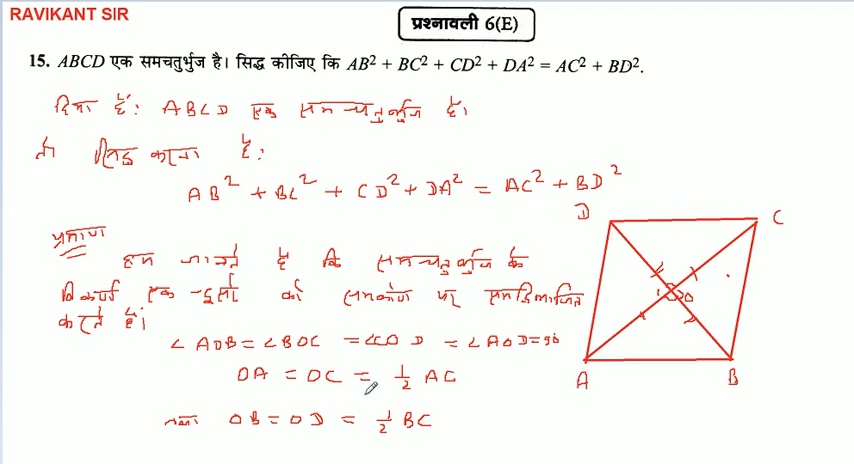 RAVIKANT SIR
प्रश्नावली 6(E)
15. ABCD एक समचतुर्भुज है। सिद्ध कीजिए कि AB² + BC² + CD² + DA² = AC² + BD².
दिया है: ABCD एक समचतुर्भुज है।
तो सिद्ध करना है:
AB² + BC² + CD² + DA² = AC² + BD²
प्रमाण
हम जानते है कि समचतुर्भुज के
विकर्ण एक दूसरे को समकोण पर समद्विभाजित
करते हैं।
∠AOB = ∠BOC = ∠COD = ∠AOD = 90
OA = OC = 1/2 AC
तथा OB = OD = 1/2 BC
D C
O
A B